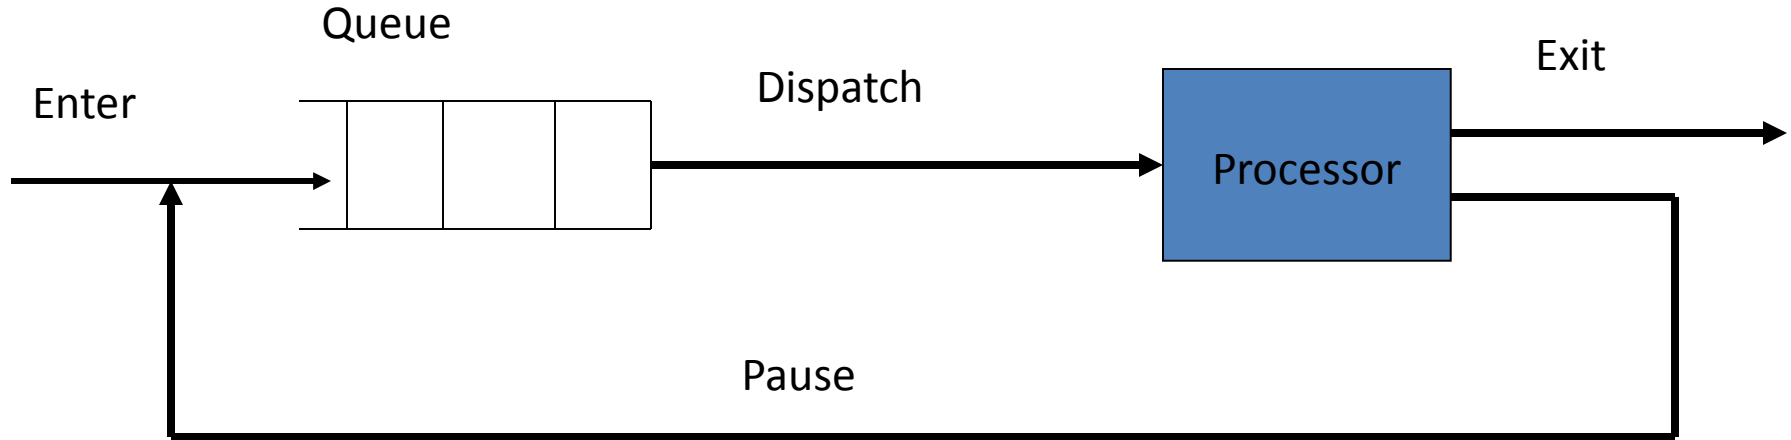 Queue
Enter
Dispatch
Exit
Processor
Pause